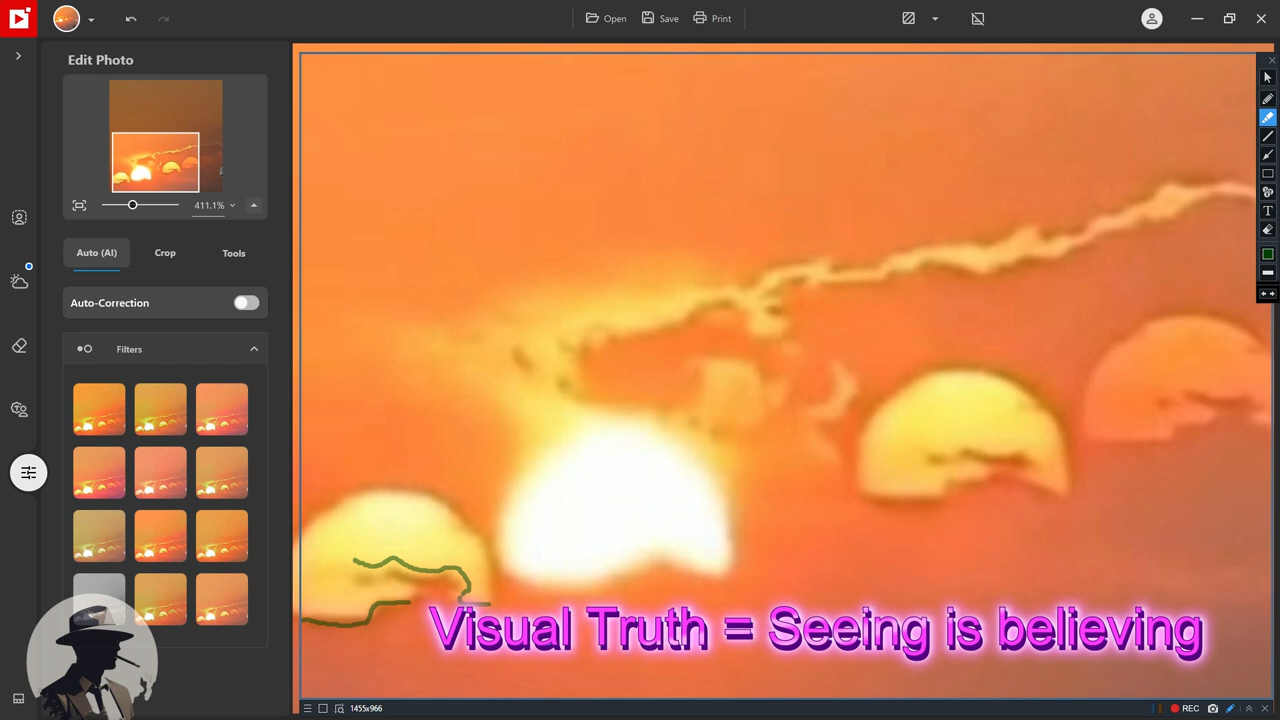 Open
Save
Print
Edit Photo
411.1%
Auto (AI)
Crop
Tools
Auto-Correction
Filters
T
Visual Truth = Seeing is believing
1455x966
REC